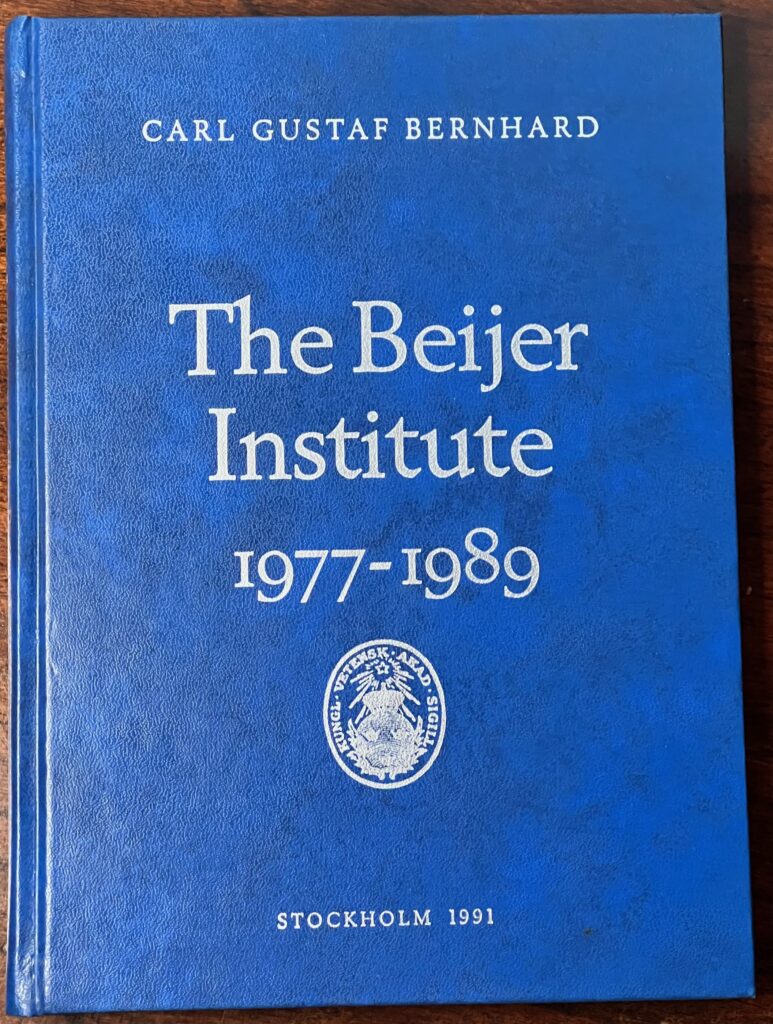 CARL GUSTAF BERNHARD
The Beijer
Institute
1977-1989
KUNGL · VETENSK · AKAD · SIGILL
STOCKHOLM 1991